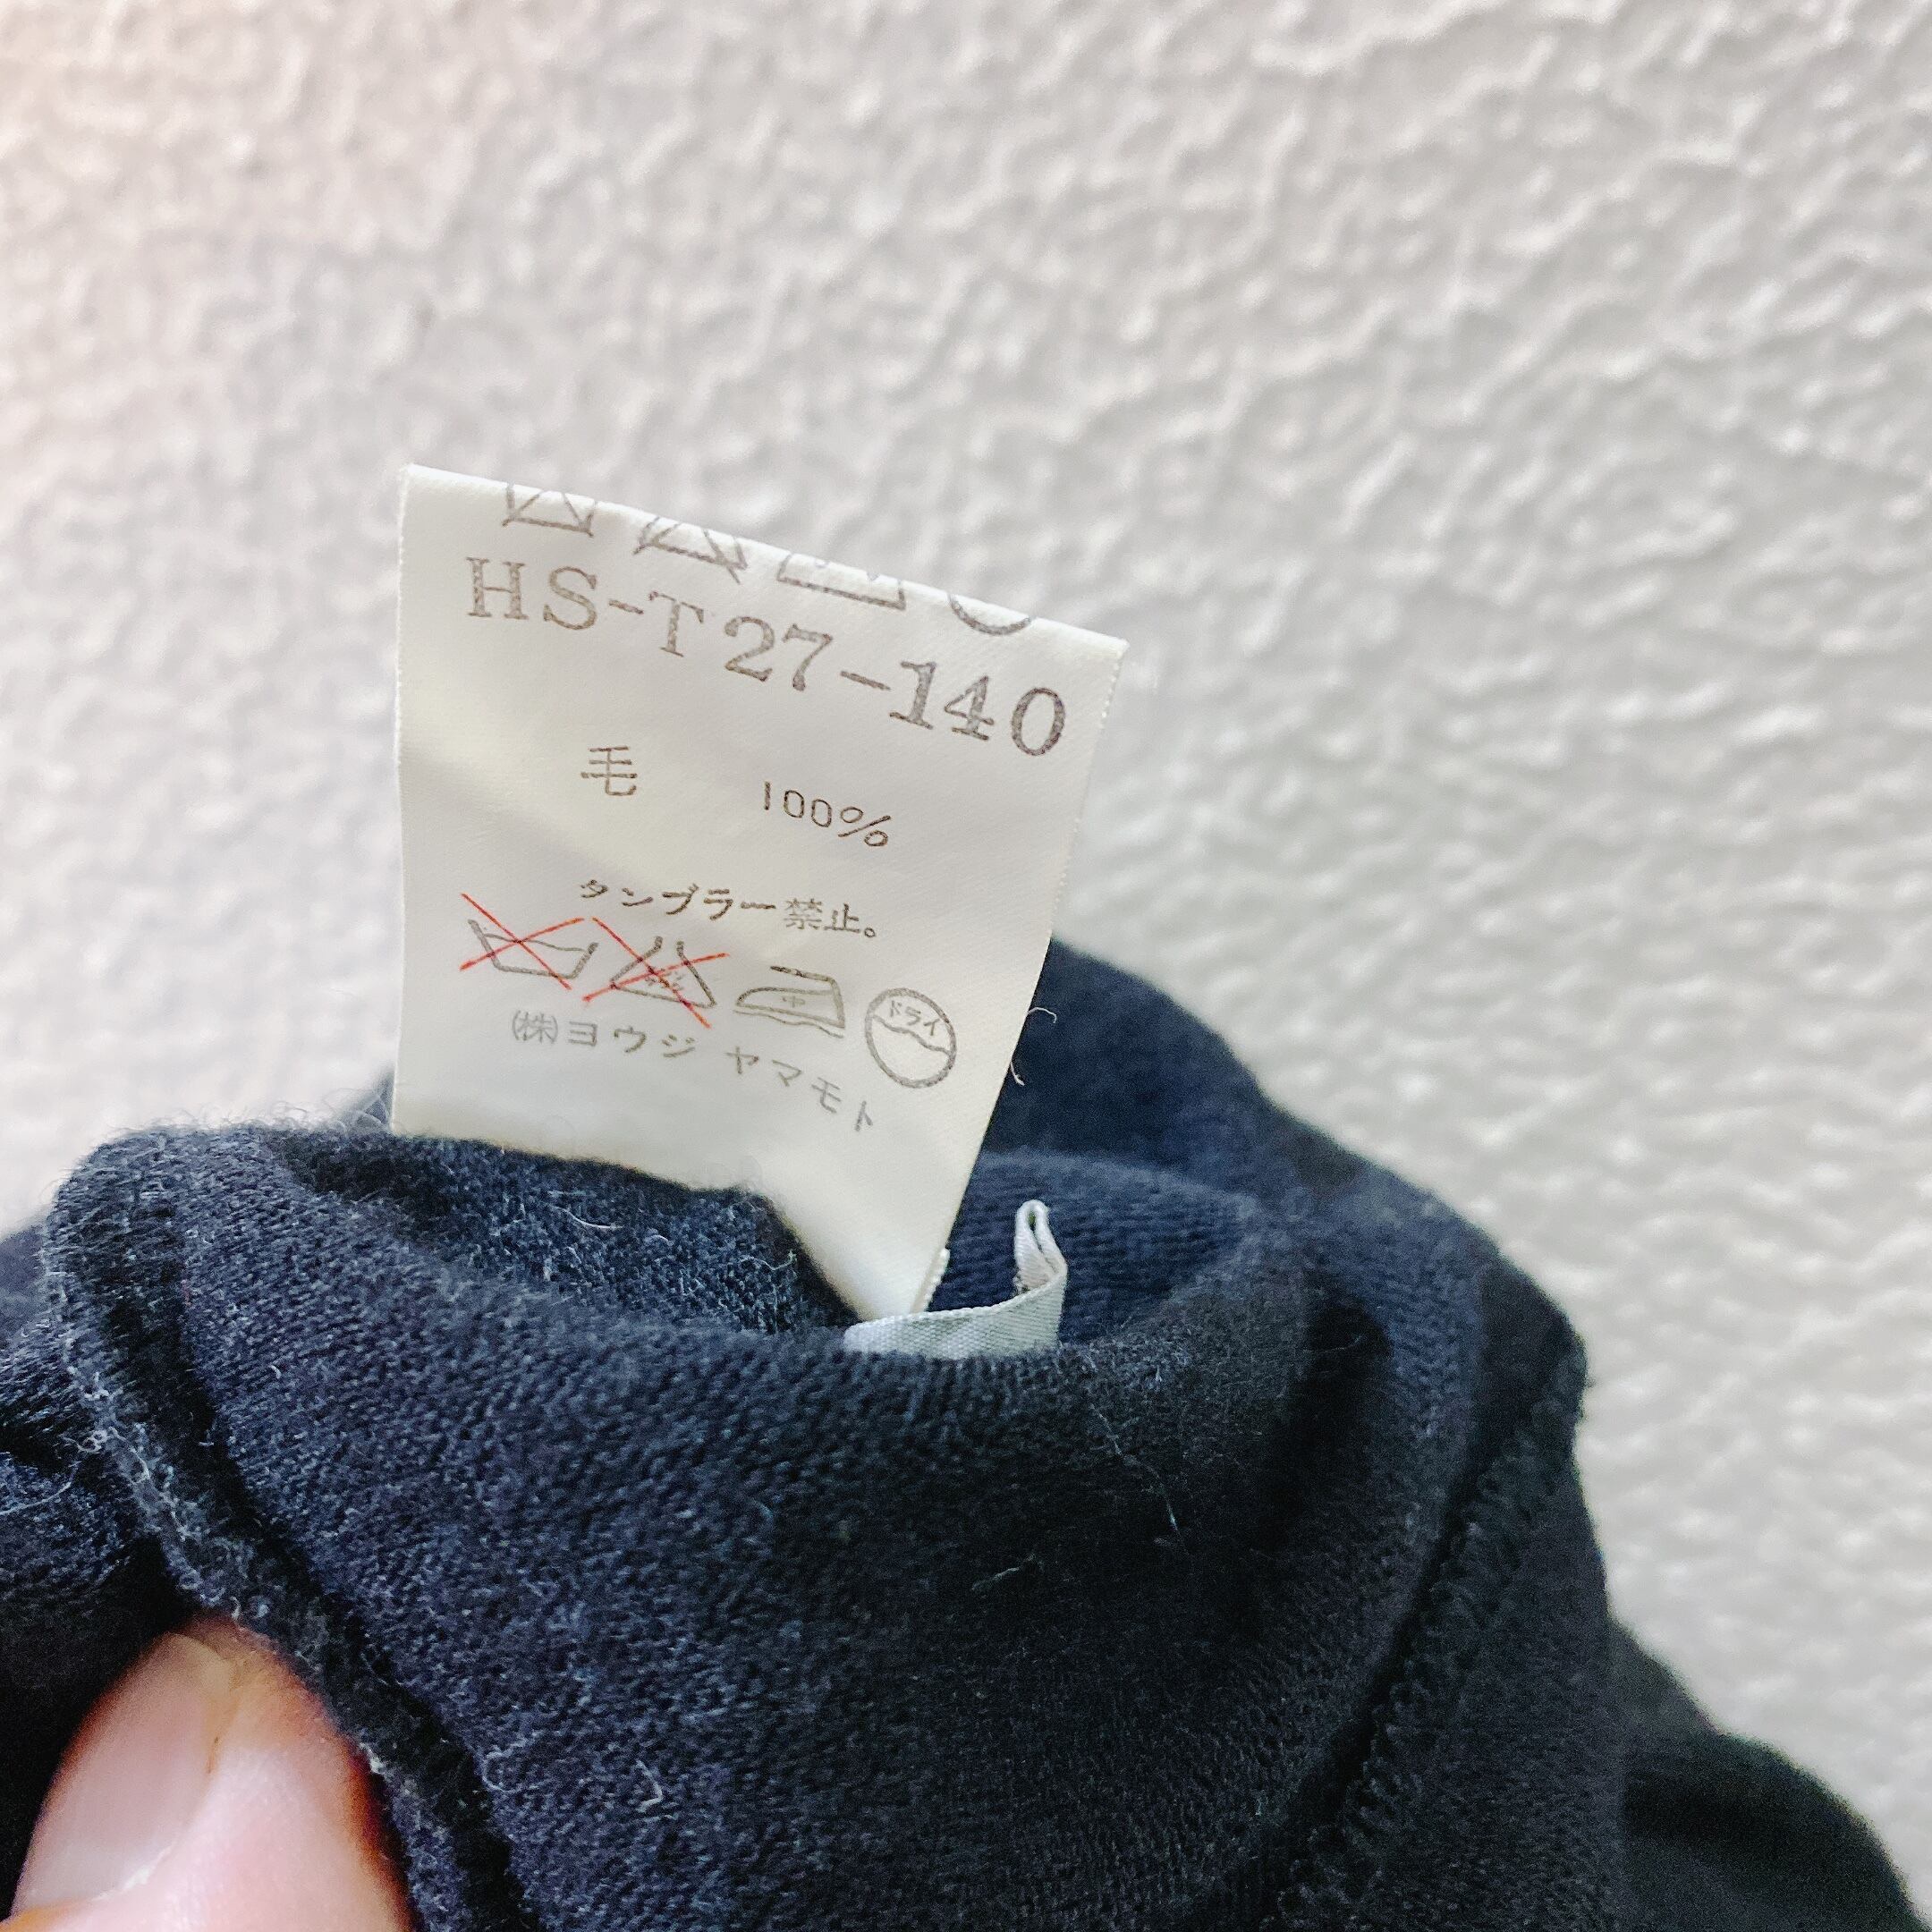 HS-T27-140
毛 100%
タンブラー禁止。
中 ドライ
㈱ヨウジ ヤマモト